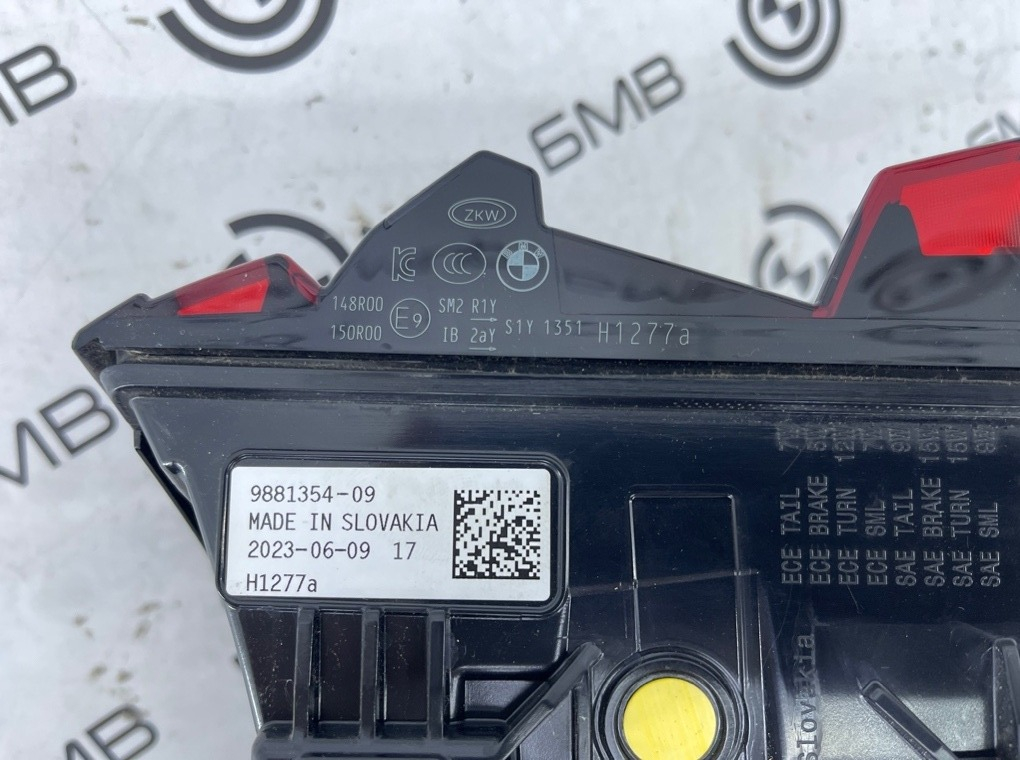 БМВ
БМВ
ZKW
148R00 E9 SM2 R1Y
150R00 IB 2aY S1Y 1351 H1277a
9881354-09
MADE IN SLOVAKIA
2023-06-09 17
H1277a
ECE TAIL
ECE BRAKE
ECE TURN
ECE SML
SAE TAIL
SAE BRAKE
SAE TURN
SAE SML
Slovakia
БМВ